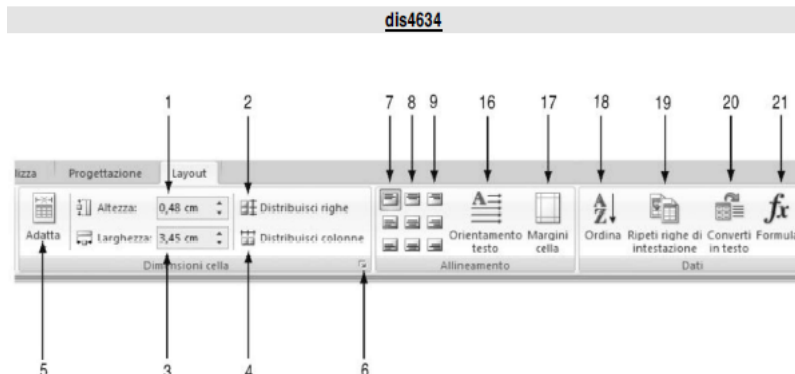 dis4634
1 2 7 8 9 16 17 18 19 20 21
lizza Progettazione Layout
Altezza: 0,48 cm Distribuisci righe
Adatta Larghezza: 3,45 cm Distribuisci colonne
Orientamento testo
Margini cella
Ordina
Ripeti righe di intestazione
Converti in testo
Formula
Dimensioni cella Allineamento Dati
5 3 4 6